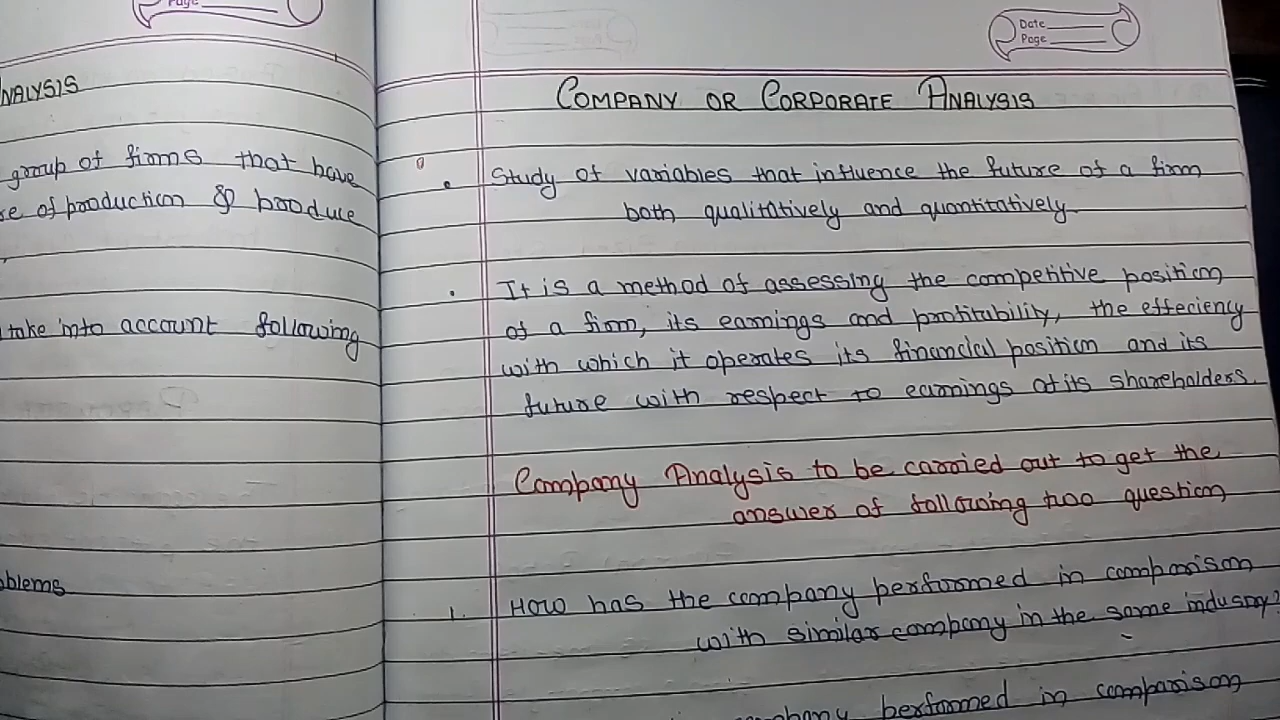 Page
NALYSIS
group of firms that have
re of production & produce
take into account following
oblems
Date
Page
COMPANY OR CORPORATE ANALYSIS
• Study of variables that influence the future of a firm
both qualitatively and quantitatively
• It is a method of assessing the competitive position
of a firm, its earnings and profitability, the effeciency
with which it operates its financial position and its
future with respect to earnings of its shareholders.
Company Analysis to be carried out to get the
answer of following two question
1. How has the company performed in comparison
with similar company in the same industry?
company performed in comparison